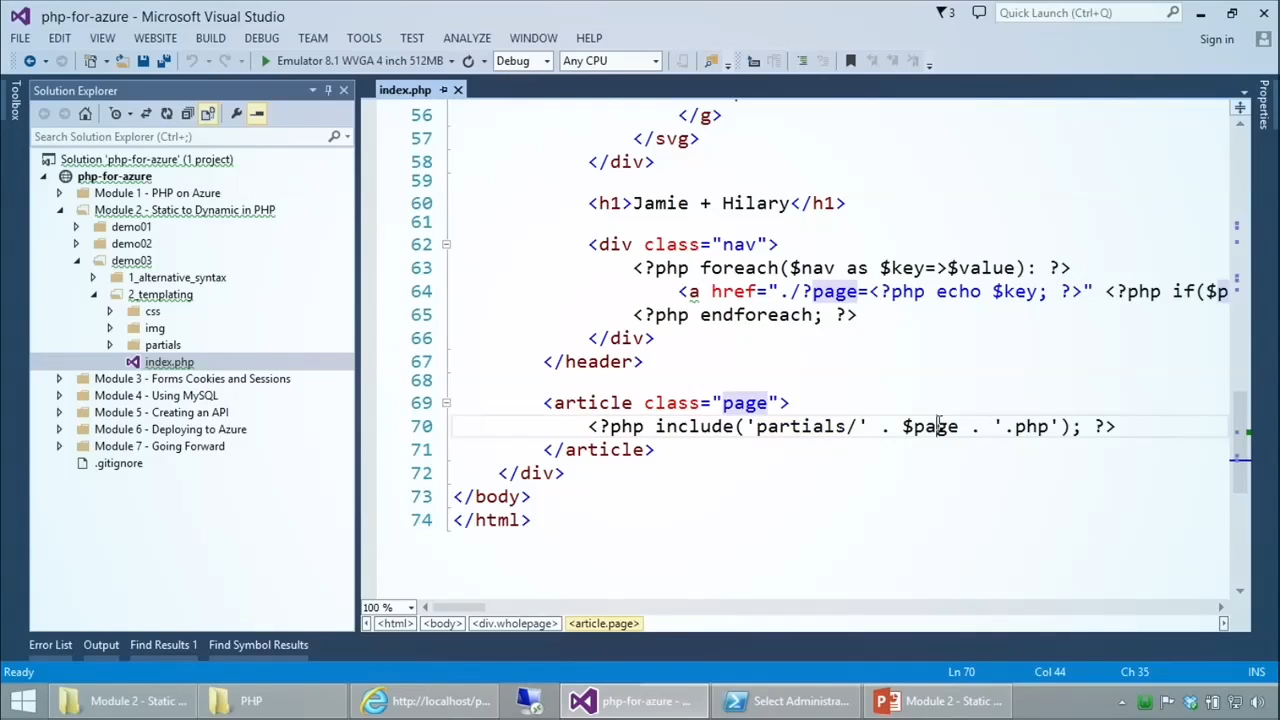 php-for-azure - Microsoft Visual Studio
3
Quick Launch (Ctrl+Q)
FILE EDIT VIEW WEBSITE BUILD DEBUG TEAM TOOLS TEST ANALYZE WINDOW HELP
Sign in
Emulator 8.1 WVGA 4 inch 512MB Debug Any CPU
Toolbox
Solution Explorer
Search Solution Explorer (Ctrl+;)
Solution 'php-for-azure' (1 project)
php-for-azure
Module 1 - PHP on Azure
Module 2 - Static to Dynamic in PHP
demo01
demo02
demo03
1_alternative_syntax
2_templating
css
img
partials
index.php
Module 3 - Forms Cookies and Sessions
Module 4 - Using MySQL
Module 5 - Creating an API
Module 6 - Deploying to Azure
Module 7 - Going Forward
.gitignore
index.php
Properties
56 </g>
57 </svg>
58 </div>
59
60 <h1>Jamie + Hilary</h1>
61
62 <div class="nav">
63 <?php foreach($nav as $key=>$value): ?>
64 <a href="./?page=<?php echo $key; ?>" <?php if($p
65 <?php endforeach; ?>
66 </div>
67 </header>
68
69 <article class="page">
70 <?php include('partials/' . $page . '.php'); ?>
71 </article>
72 </div>
73 </body>
74 </html>
100 %
<html> <body> <div.wholepage> <article.page>
Error List Output Find Results 1 Find Symbol Results
Ready Ln 70 Col 44 Ch 35 INS
Module 2 - Static ... PHP http://localhost/p... php-for-azure - ... Select Administra... Module 2 - Static ...